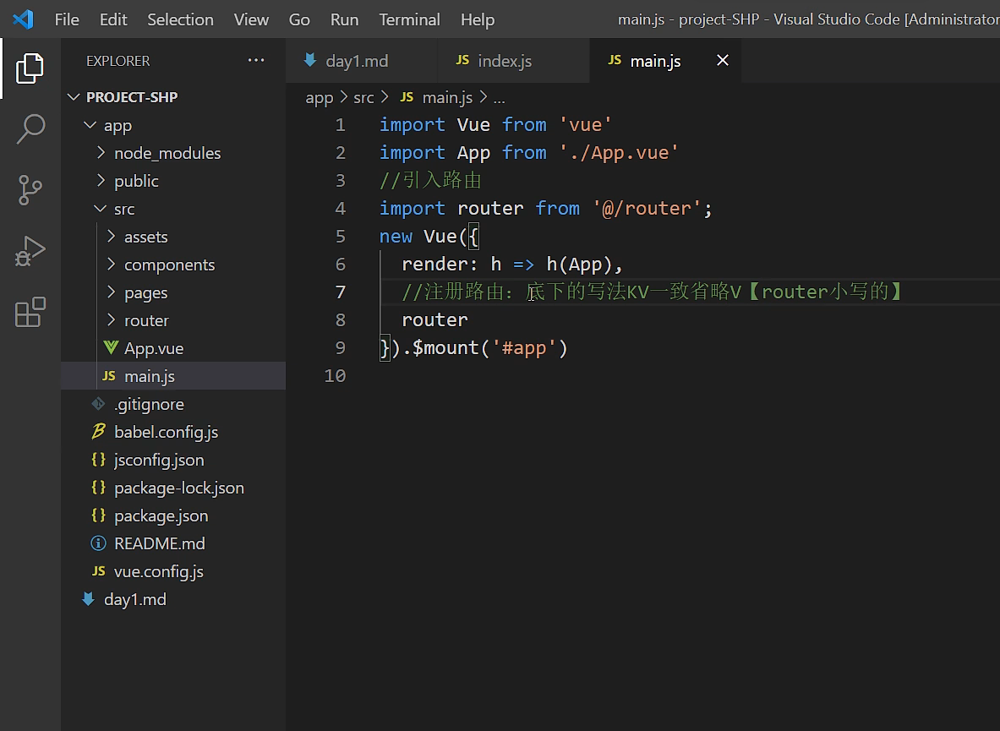 File Edit Selection View Go Run Terminal Help main.js - project-SHP - Visual Studio Code [Administrator
EXPLORER ···
PROJECT-SHP
app
node_modules
public
src
assets
components
pages
router
App.vue
JS main.js
.gitignore
babel.config.js
{} jsconfig.json
{} package-lock.json
{} package.json
README.md
JS vue.config.js
day1.md
day1.md JS index.js JS main.js
app > src > JS main.js > ...
1 import Vue from 'vue'
2 import App from './App.vue'
3 //引入路由
4 import router from '@/router';
5 new Vue({
6 render: h => h(App),
7 //注册路由：底下的写法KV一致省略V【router小写的】
8 router
9 }).$mount('#app')
10